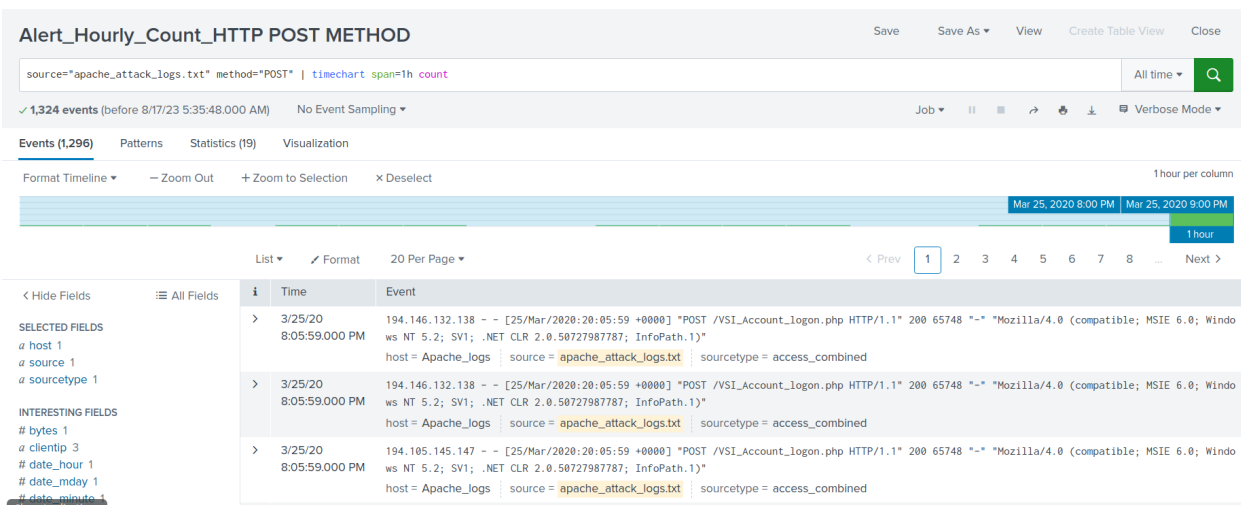 Alert_Hourly_Count_HTTP POST METHOD
Save Save As View Create Table View Close
source="apache_attack_logs.txt" method="POST" | timechart span=1h count
All time
1,324 events (before 8/17/23 5:35:48.000 AM) No Event Sampling
Job Verbose Mode
Events (1,296) Patterns Statistics (19) Visualization
Format Timeline — Zoom Out + Zoom to Selection × Deselect
1 hour per column
Mar 25, 2020 8:00 PM Mar 25, 2020 9:00 PM
1 hour
List Format 20 Per Page
< Prev 1 2 3 4 5 6 7 8 ... Next >
< Hide Fields All Fields
i Time Event
SELECTED FIELDS
a host 1
a source 1
a sourcetype 1
INTERESTING FIELDS
# bytes 1
a clientip 3
# date_hour 1
# date_mday 1
# date_minute 1
> 3/25/20
8:05:59.000 PM
194.146.132.138 - - [25/Mar/2020:20:05:59 +0000] "POST /VSI_Account_logon.php HTTP/1.1" 200 65748 "-" "Mozilla/4.0 (compatible; MSIE 6.0; Windo
ws NT 5.2; SV1; .NET CLR 2.0.50727987787; InfoPath.1)"
host = Apache_logs source = apache_attack_logs.txt sourcetype = access_combined
> 3/25/20
8:05:59.000 PM
194.146.132.138 - - [25/Mar/2020:20:05:59 +0000] "POST /VSI_Account_logon.php HTTP/1.1" 200 65748 "-" "Mozilla/4.0 (compatible; MSIE 6.0; Windo
ws NT 5.2; SV1; .NET CLR 2.0.50727987787; InfoPath.1)"
host = Apache_logs source = apache_attack_logs.txt sourcetype = access_combined
> 3/25/20
8:05:59.000 PM
194.105.145.147 - - [25/Mar/2020:20:05:59 +0000] "POST /VSI_Account_logon.php HTTP/1.1" 200 65748 "-" "Mozilla/4.0 (compatible; MSIE 6.0; Windo
ws NT 5.2; SV1; .NET CLR 2.0.50727987787; InfoPath.1)"
host = Apache_logs source = apache_attack_logs.txt sourcetype = access_combined